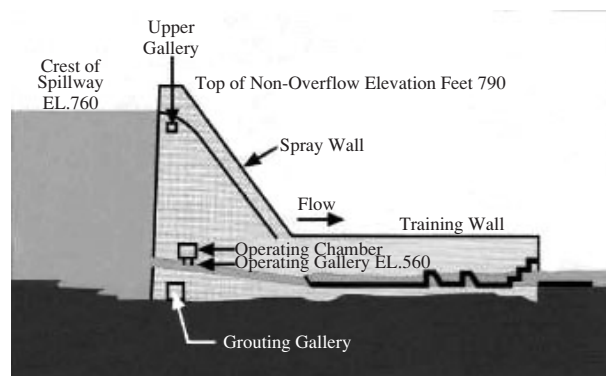 Upper
Gallery
Crest of
Spillway
EL.760
Top of Non-Overflow Elevation Feet 790
Spray Wall
Flow
Training Wall
Operating Chamber
Operating Gallery EL.560
Grouting Gallery